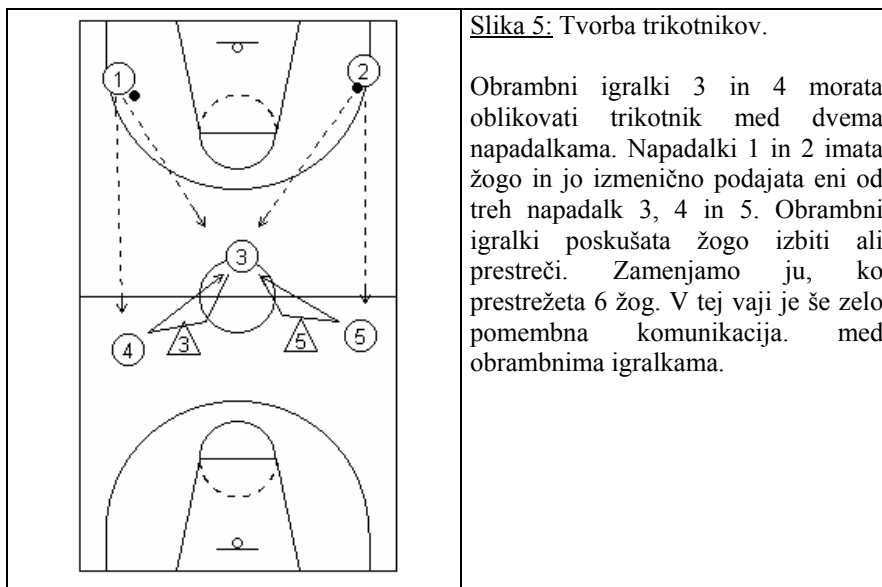 1
2
3
4
3
5
5
Slika 5: Tvorba trikotnikov.
Obrambni igralki 3 in 4 morata
oblikovati trikotnik med dvema
napadalkama. Napadalki 1 in 2 imata
žogo in jo izmenično podajata eni od
treh napadalk 3, 4 in 5. Obrambni
igralki poskušata žogo izbiti ali
prestreči. Zamenjamo ju, ko
prestrežeta 6 žog. V tej vaji je še zelo
pomembna komunikacija. med
obrambnima igralkama.